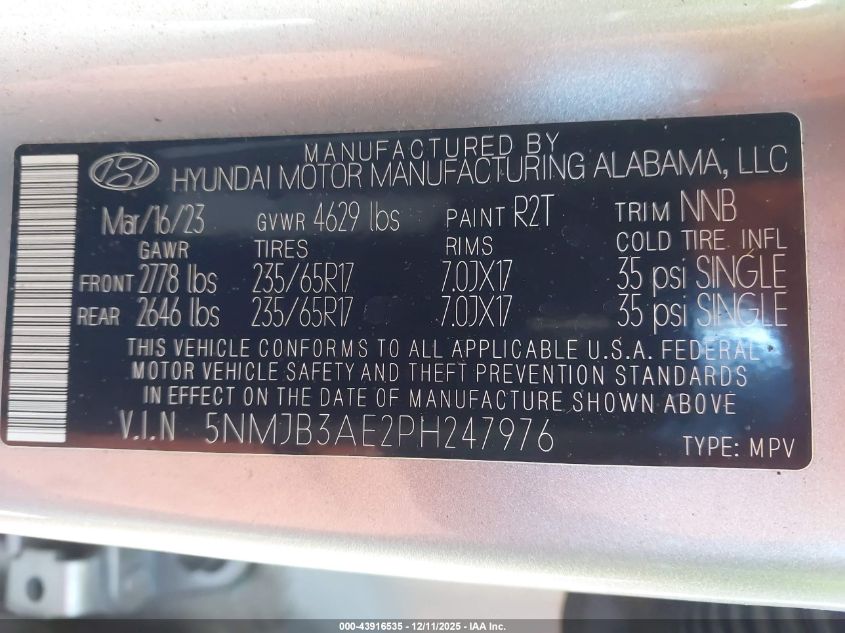 MANUFACTURED BY
HYUNDAI MOTOR MANUFACTURING ALABAMA, LLC
Mar/16/23 GVWR 4629 lbs PAINT R2T TRIM NNB
GAWR TIRES RIMS COLD TIRE. INFL
FRONT 2778 lbs 235/65R17 7.0JX17 35 psi SINGLE
REAR 2646 lbs 235/65R17 7.0JX17 35 psi SINGLE
THIS VEHICLE CONFORMS TO ALL APPLICABLE U.S.A. FEDERAL
MOTOR VEHICLE SAFETY AND THEFT PREVENTION STANDARDS
IN EFFECT ON THE DATE OF MANUFACTURE SHOWN ABOVE
V.I.N 5NMJB3AE2PH247976 TYPE: MPV
000-43916535 - 12/11/2025 - IAA Inc.